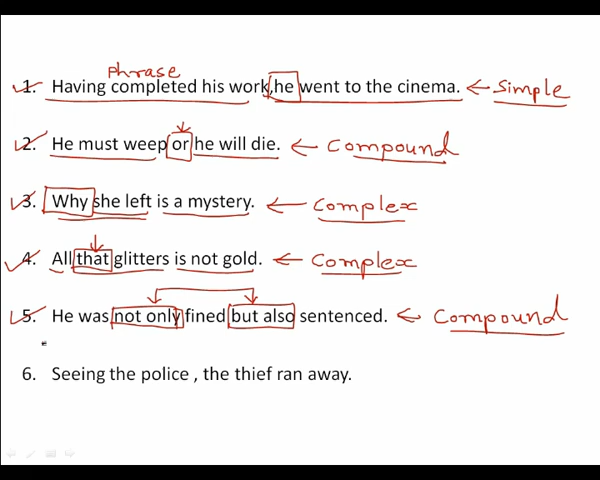 phrase
1. Having completed his work, he went to the cinema. ← Simple
2. He must weep or he will die. ← Compound
3. Why she left is a mystery. ← Complex
4. All that glitters is not gold. ← Complex
5. He was not only fined but also sentenced. ← Compound
6. Seeing the police , the thief ran away.